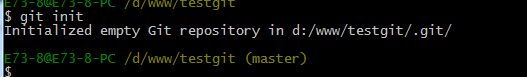 E73-8@E73-8-PC /d/www/testgit
$ git init
Initialized empty Git repository in d:/www/testgit/.git/
E73-8@E73-8-PC /d/www/testgit (master)
$